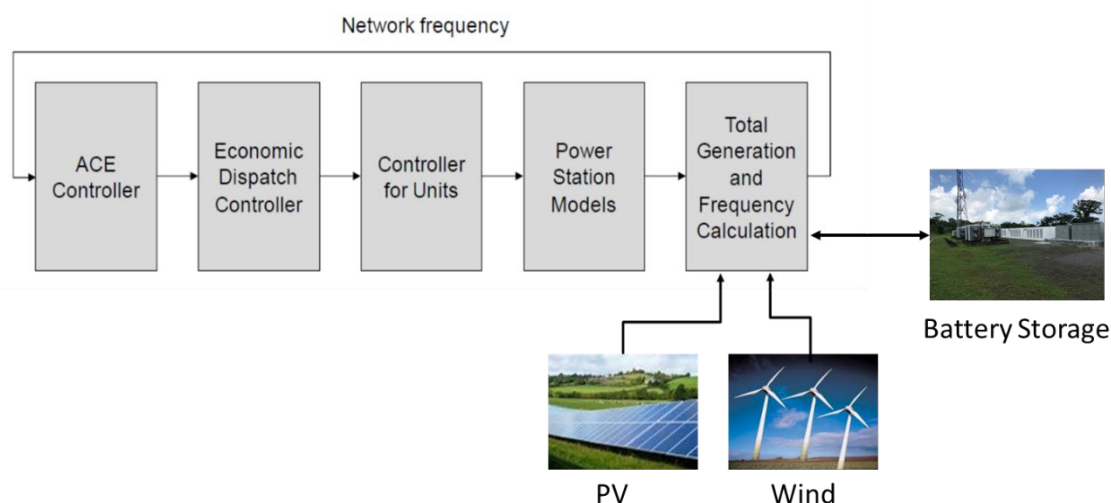 Network frequency
ACE
Controller
Economic
Dispatch
Controller
Controller
for Units
Power
Station
Models
Total
Generation
and
Frequency
Calculation
Battery Storage
PV
Wind